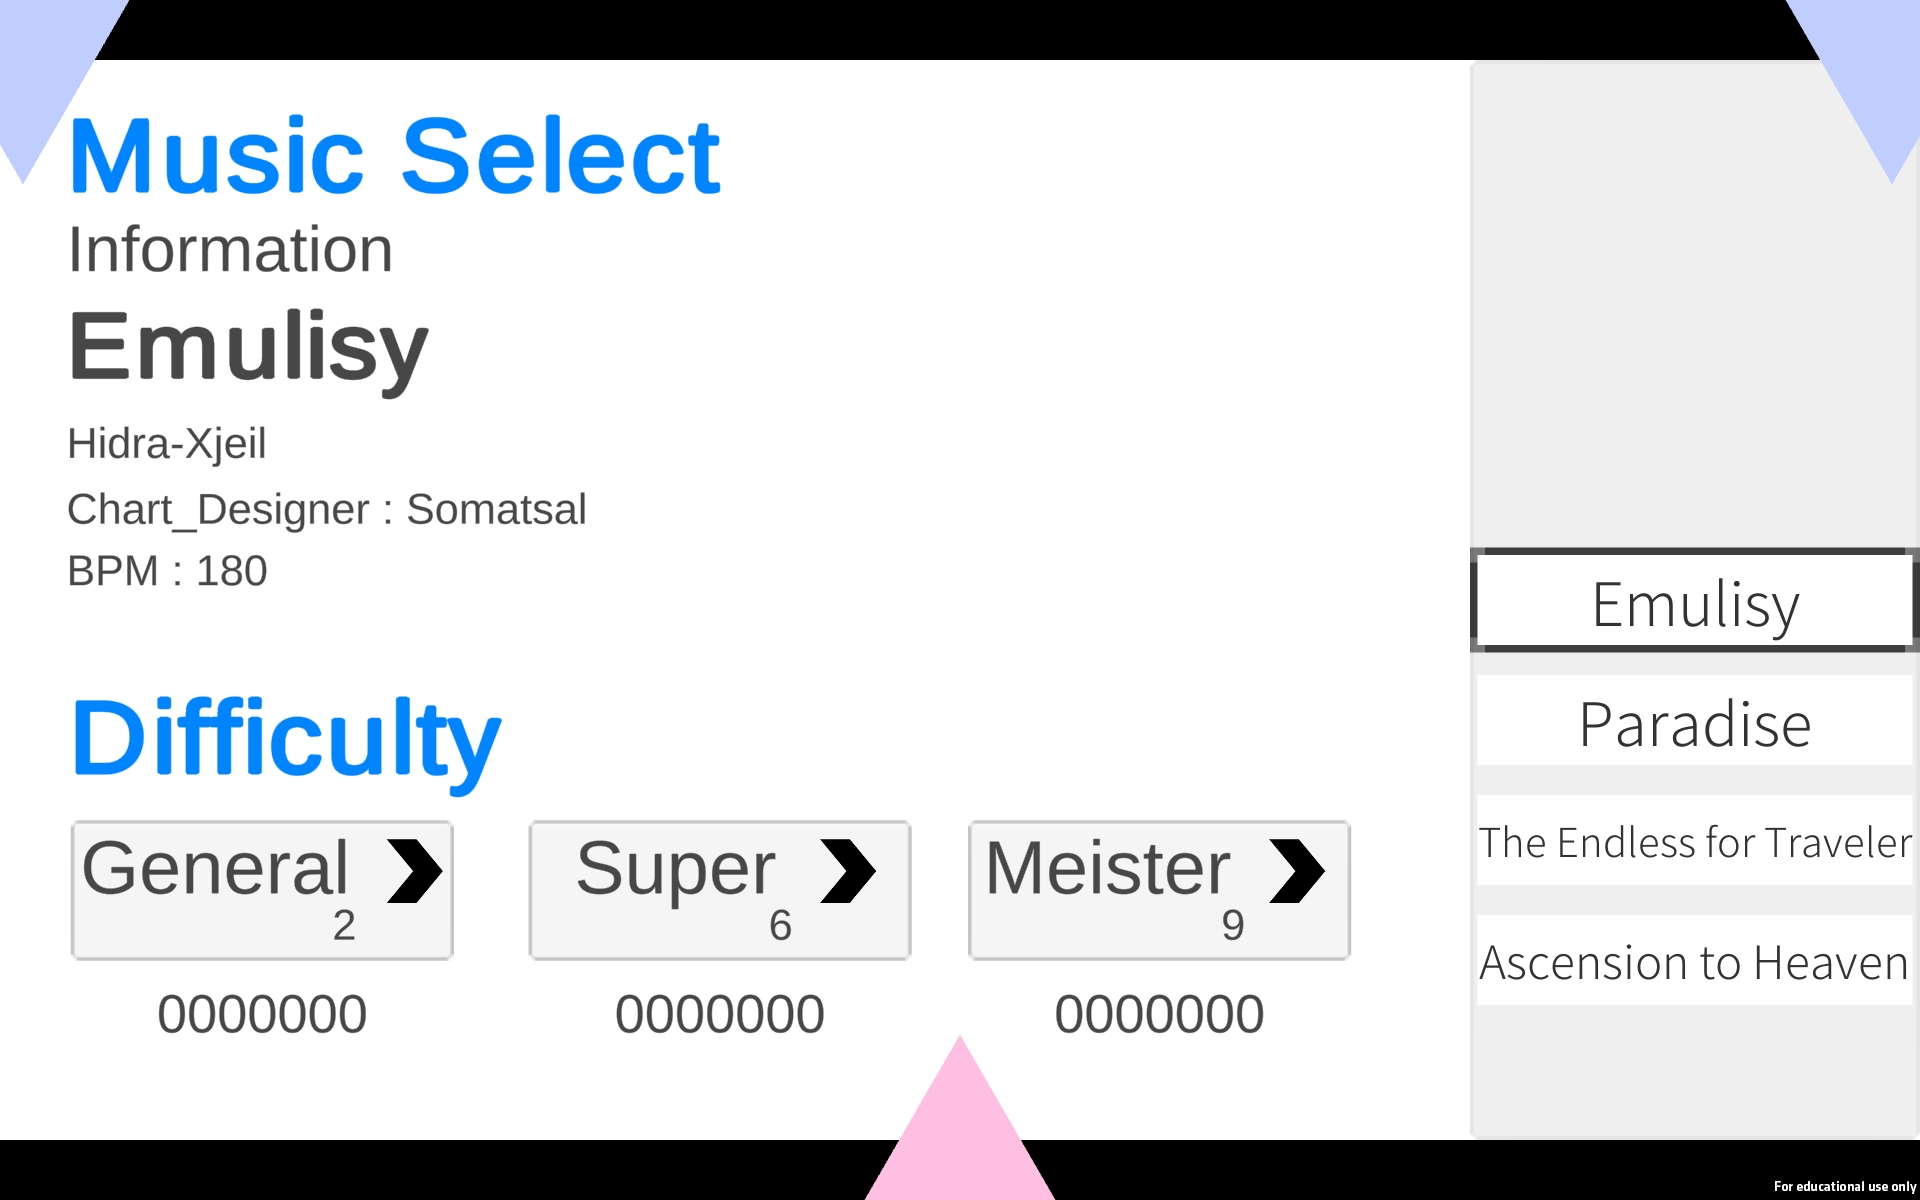 Music Select
Information
Emulisy
Hidra-Xjeil
Chart_Designer : Somatsal
BPM : 180
Difficulty
General
2
0000000
Super
6
0000000
Meister
9
0000000
Emulisy
Paradise
The Endless for Traveler
Ascension to Heaven
For educational use only